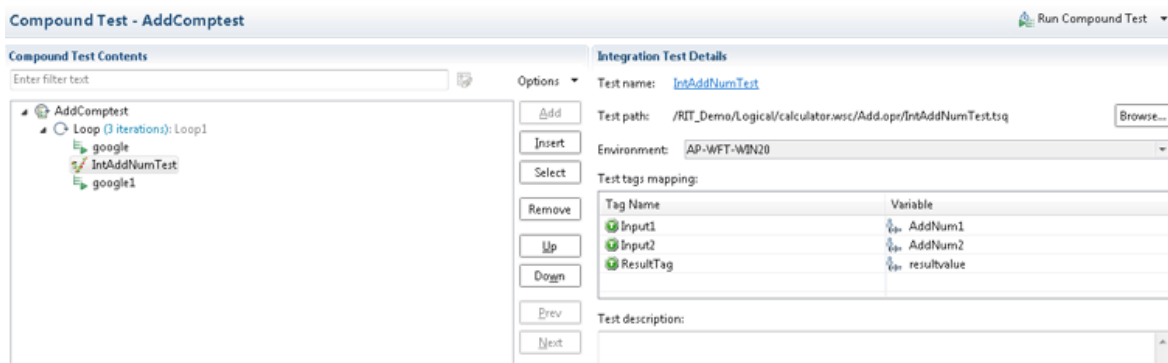 Compound Test - AddComptest
Run Compound Test
Compound Test Contents
Enter filter text
Options
AddComptest
Loop (3 iterations): Loop1
google
IntAddNumTest
google1
Add
Insert
Select
Remove
Up
Down
Prev
Next
Integration Test Details
Test name: IntAddNumTest
Test path: /RIT_Demo/Logical/calculator.wsc/Add.opr/IntAddNumTest.tsq Browse...
Environment: AP-WFT-WIN20
Test tags mapping:
Tag Name Variable
Input1 AddNum1
Input2 AddNum2
ResultTag resultvalue
Test description: